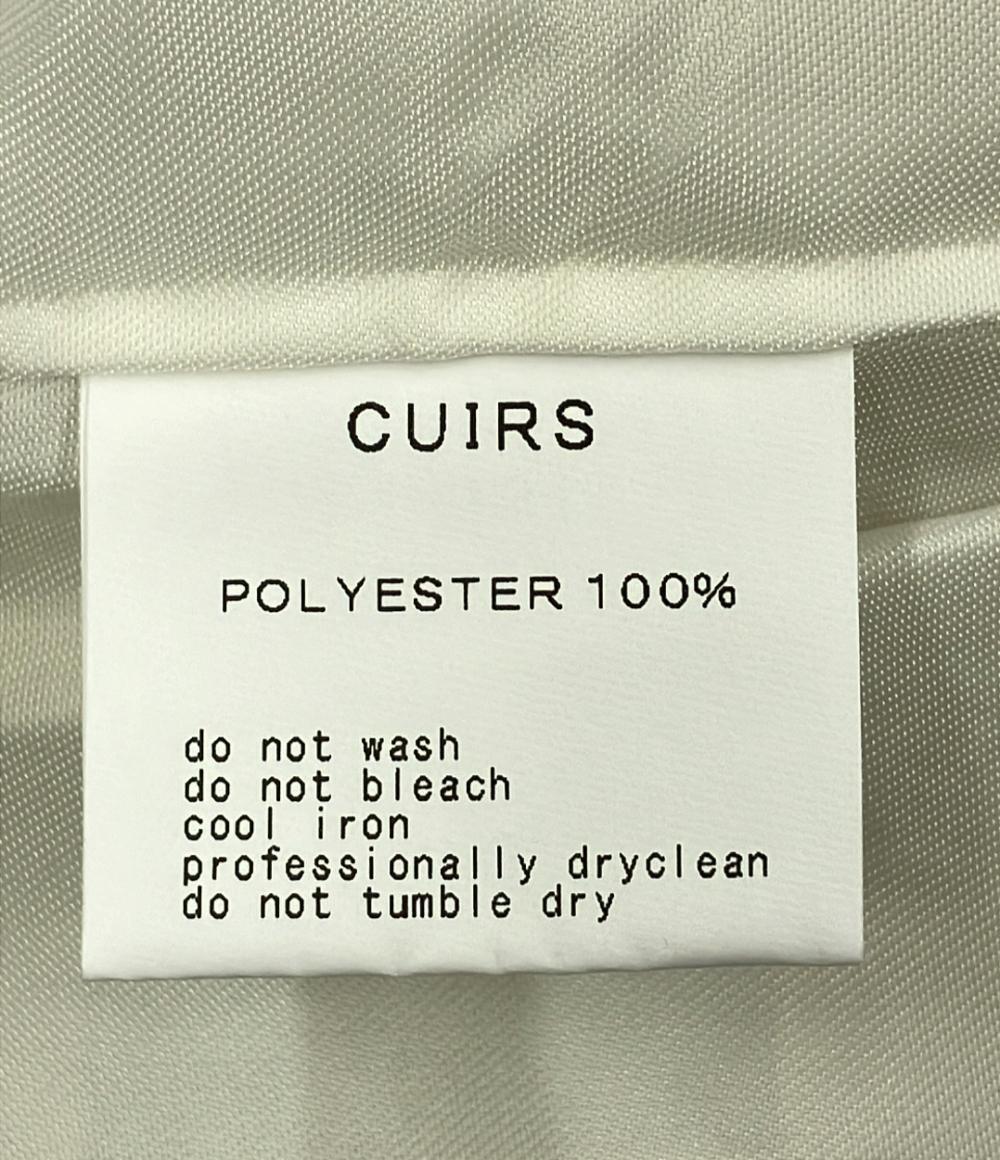 CUIRS
POLYESTER 100%
do not wash
do not bleach
cool iron
professionally dryclean
do not tumble dry